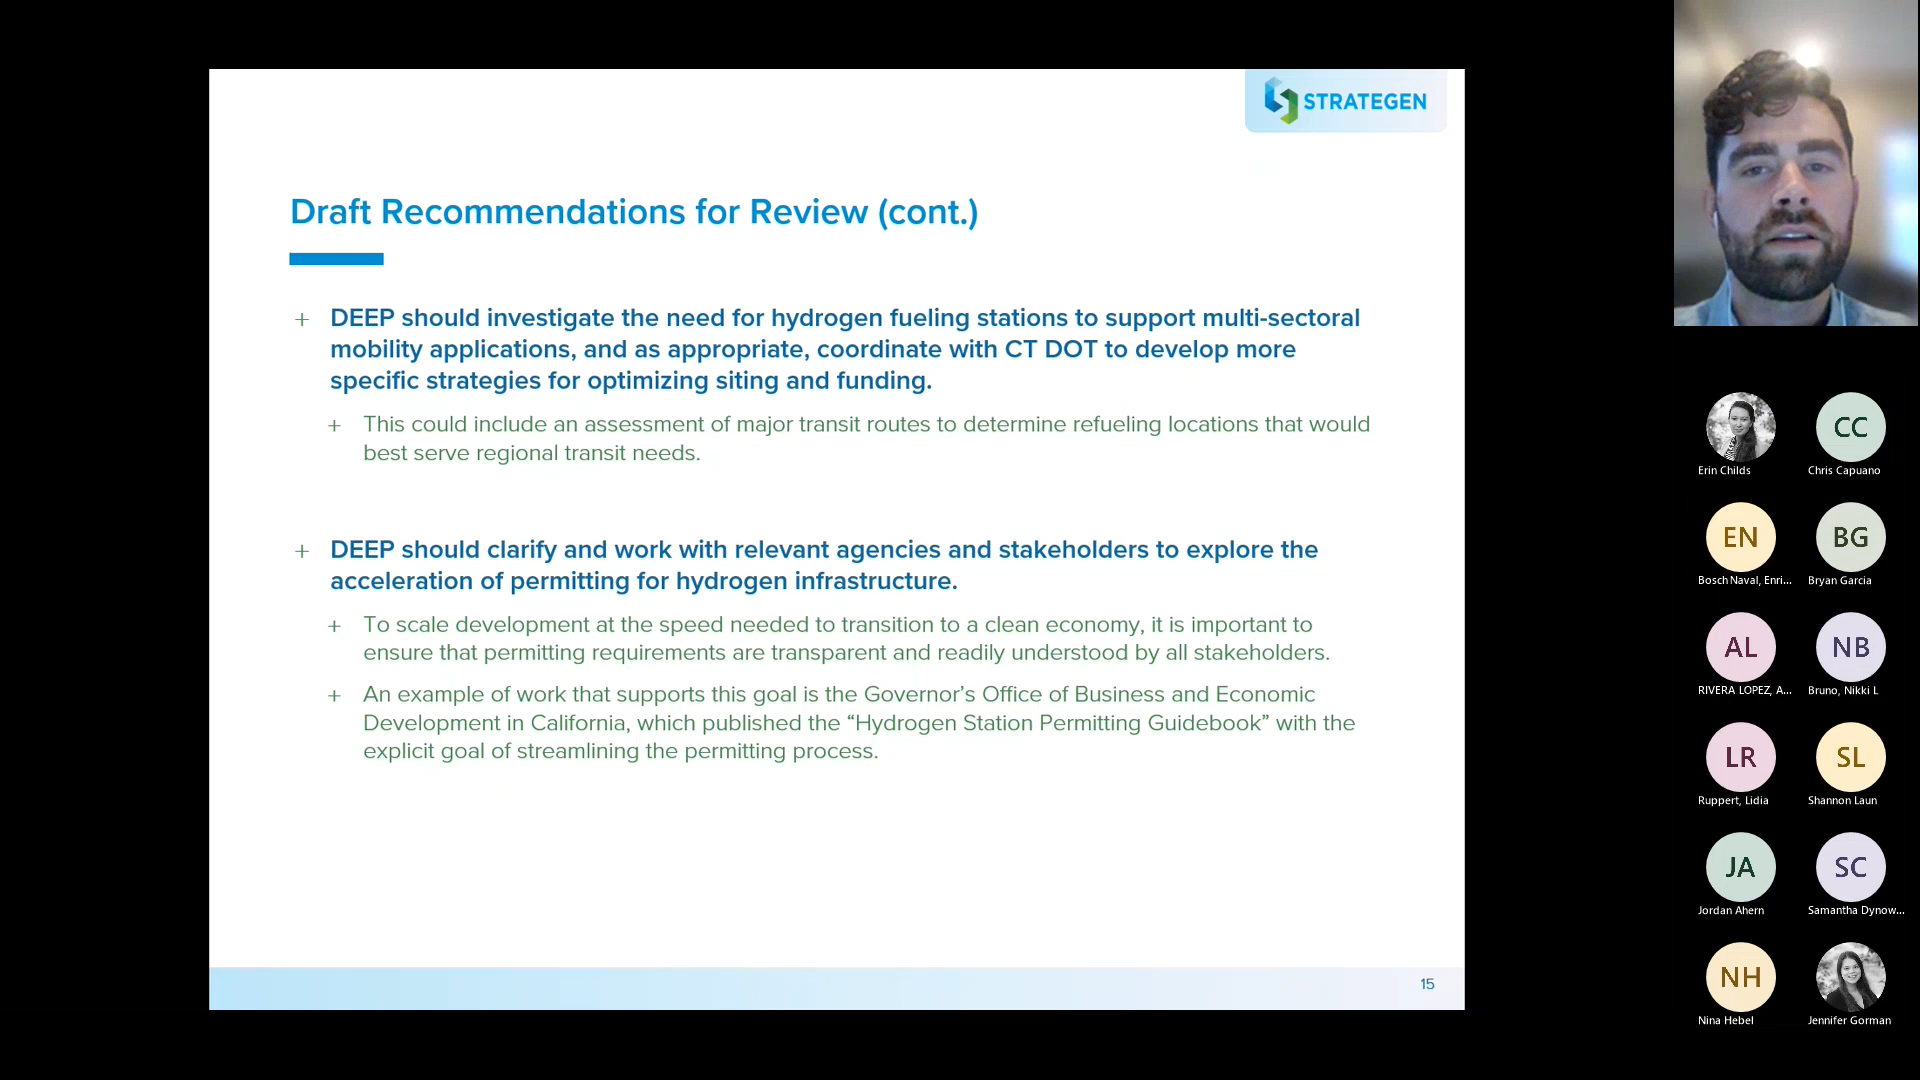 STRATEGEN
Draft Recommendations for Review (cont.)
+ DEEP should investigate the need for hydrogen fueling stations to support multi-sectoral
mobility applications, and as appropriate, coordinate with CT DOT to develop more
specific strategies for optimizing siting and funding.
+ This could include an assessment of major transit routes to determine refueling locations that would
best serve regional transit needs.
+ DEEP should clarify and work with relevant agencies and stakeholders to explore the
acceleration of permitting for hydrogen infrastructure.
+ To scale development at the speed needed to transition to a clean economy, it is important to
ensure that permitting requirements are transparent and readily understood by all stakeholders.
+ An example of work that supports this goal is the Governor’s Office of Business and Economic
Development in California, which published the “Hydrogen Station Permitting Guidebook” with the
explicit goal of streamlining the permitting process.
15
Erin Childs
CC
Chris Capuano
EN
Bosch Naval, Enri...
BG
Bryan Garcia
AL
RIVERA LOPEZ, A...
NB
Bruno, Nikki L
LR
Ruppert, Lidia
SL
Shannon Laun
JA
Jordan Ahern
SC
Samantha Dynow...
NH
Nina Hebel
Jennifer Gorman